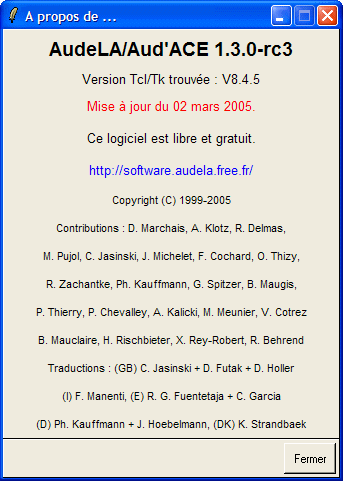 A propos de ...
AudeLA/Aud'ACE 1.3.0-rc3
Version Tcl/Tk trouvée : V8.4.5
Mise à jour du 02 mars 2005.
Ce logiciel est libre et gratuit.
http://software.audela.free.fr/
Copyright (C) 1999-2005
Contributions : D. Marchais, A. Klotz, R. Delmas,
M. Pujol, C. Jasinski, J. Michelet, F. Cochard, O. Thizy,
R. Zachantke, Ph. Kauffmann, G. Spitzer, B. Maugis,
P. Thierry, P. Chevalley, A. Kalicki, M. Meunier, V. Cotrez
B. Mauclaire, H. Rischbieter, X. Rey-Robert, R. Behrend
Traductions : (GB) C. Jasinski + D. Futak + D. Holler
(I) F. Manenti, (E) R. G. Fuentetaja + C. Garcia
(D) Ph. Kauffmann + J. Hoebelmann, (DK) K. Strandbaek
Fermer